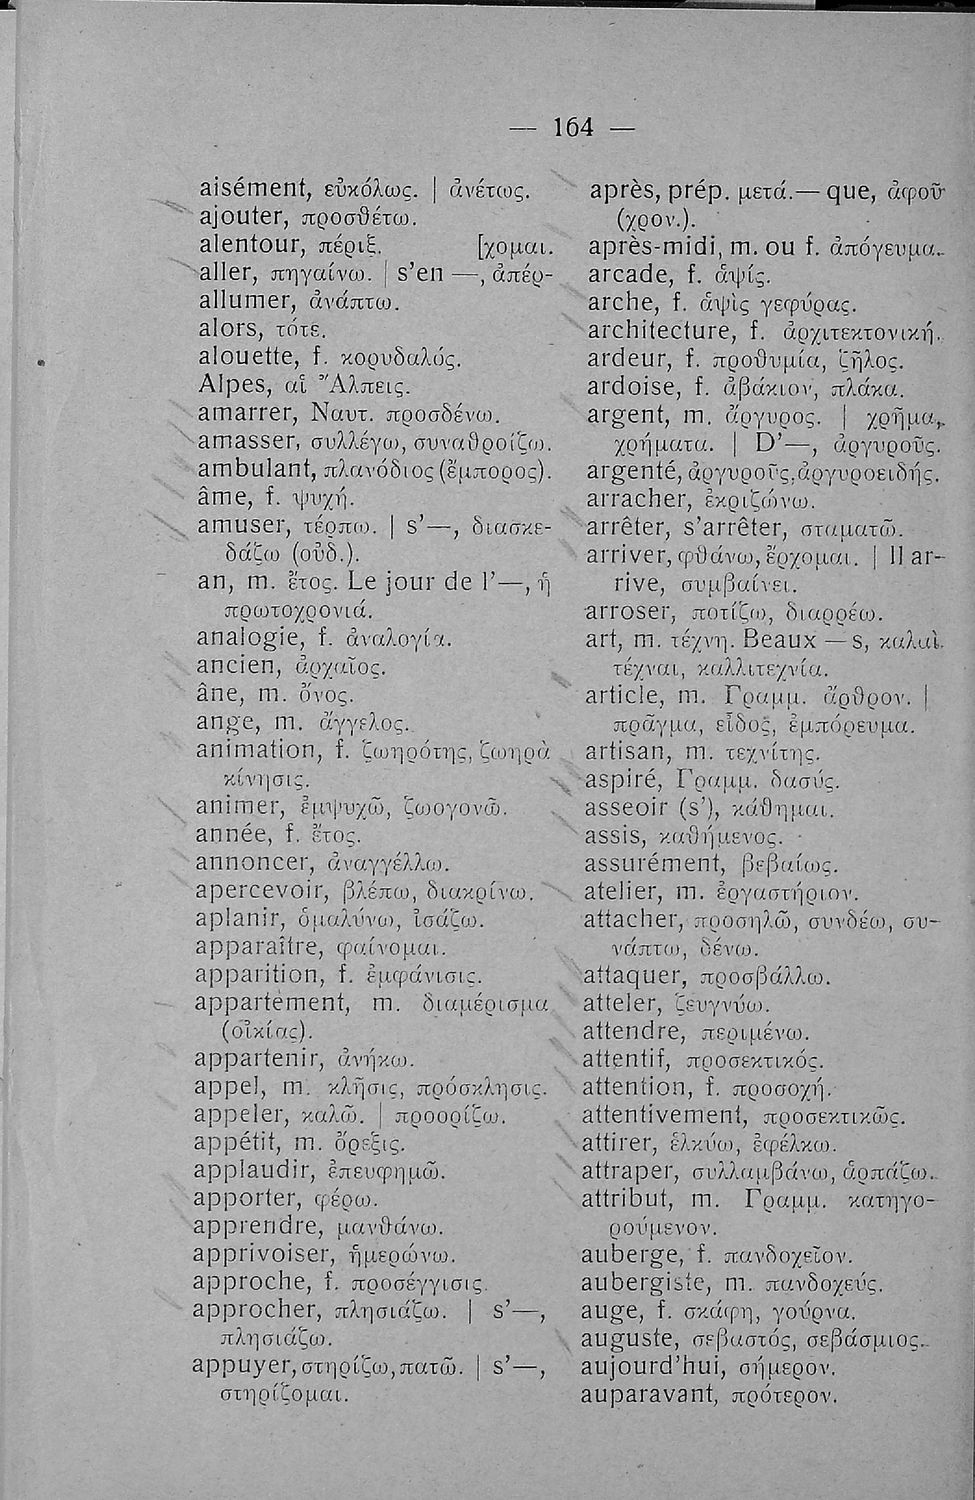 — 164 —
aisément, εὐκόλως. | ἀνέτως.
ajouter, προσθέτω.
alentour, πέριξ. [χομαι.
aller, πηγαίνω. | s’en —, ἀπέρ-
allumer, ἀνάπτω.
alors, τότε.
alouette, f. κορυδαλός.
Alpes, αἱ Ἄλπεις.
amarrer, Ναυτ. προσδένω.
amasser, συλλέγω, συναθροίζω.
ambulant, πλανόδιος (ἔμπορος).
âme, f. ψυχή.
amuser, τέρπω. | s’—, διασκε-
δάζω (οὐδ.).
an, m. ἔτος. Le jour de l’—, ἡ
πρωτοχρονιά.
analogie, f. ἀναλογία.
ancien, ἀρχαῖος.
âne, m. ὄνος.
ange, m. ἄγγελος.
animation, f. ζωηρότης, ζωηρὰ
κίνησις.
animer, ἐμψυχῶ, ζωογονῶ.
année, f. ἔτος.
annoncer, ἀναγγέλλω.
apercevoir, βλέπω, διακρίνω.
aplanir, ὁμαλύνω, ἰσάζω.
apparaître, φαίνομαι.
apparition, f. ἐμφάνισις.
appartement, m. διαμέρισμα
(οἰκίας).
appartenir, ἀνήκω.
appel, m. κλῆσις, πρόσκλησις.
appeler, καλῶ. | προορίζω.
appétit, m. ὄρεξις.
applaudir, ἐπευφημῶ.
apporter, φέρω.
apprendre, μανθάνω.
apprivoiser, ἡμερώνω.
approche, f. προσέγγισις.
approcher, πλησιάζω. | s’—,
πλησιάζω.
appuyer, στηρίζω, πατῶ. | s’—,
στηρίζομαι.
après, prép. μετά.— que, ἀφοῦ
(χρον.).
après-midi, m. ou f. ἀπόγευμα.
arcade, f. ἁψίς.
arche, f. ἁψὶς γεφύρας.
architecture, f. ἀρχιτεκτονική.
ardeur, f. προθυμία, ζῆλος.
ardoise, f. ἀβάκιον, πλάκα.
argent, m. ἄργυρος. | χρῆμα,
χρήματα. | D’—, ἀργυροῦς.
argenté, ἀργυροῦς, ἀργυροειδής.
arracher, ἐκριζώνω.
arrêter, s’arrêter, σταματῶ.
arriver, φθάνω, ἔρχομαι. | Il ar-
rive, συμβαίνει.
arroser, ποτίζω, διαρρέω.
art, m. τέχνη. Beaux —s, καλαὶ
τέχναι, καλλιτεχνία.
article, m. Γραμμ. ἄρθρον. |
πρᾶγμα, εἶδος, ἐμπόρευμα.
artisan, m. τεχνίτης.
aspiré, Γραμμ. δασύς.
asseoir (s’), κάθημαι.
assis, καθήμενος.
assurément, βεβαίως.
atelier, m. ἐργαστήριον.
attacher, προσηλῶ, συνδέω, συ-
νάπτω, δένω.
attaquer, προσβάλλω.
atteler, ζευγνύω.
attendre, περιμένω.
attentif, προσεκτικός.
attention, f. προσοχή.
attentivement, προσεκτικῶς.
attirer, ἑλκύω, ἐφέλκω.
attraper, συλλαμβάνω, ἁρπάζω.
attribut, m. Γραμμ. κατηγο-
ρούμενον.
auberge, f. πανδοχεῖον.
aubergiste, m. πανδοχεύς.
auge, f. σκάφη, γούρνα.
auguste, σεβαστός, σεβάσμιος.
aujourd’hui, σήμερον.
auparavant, πρότερον.